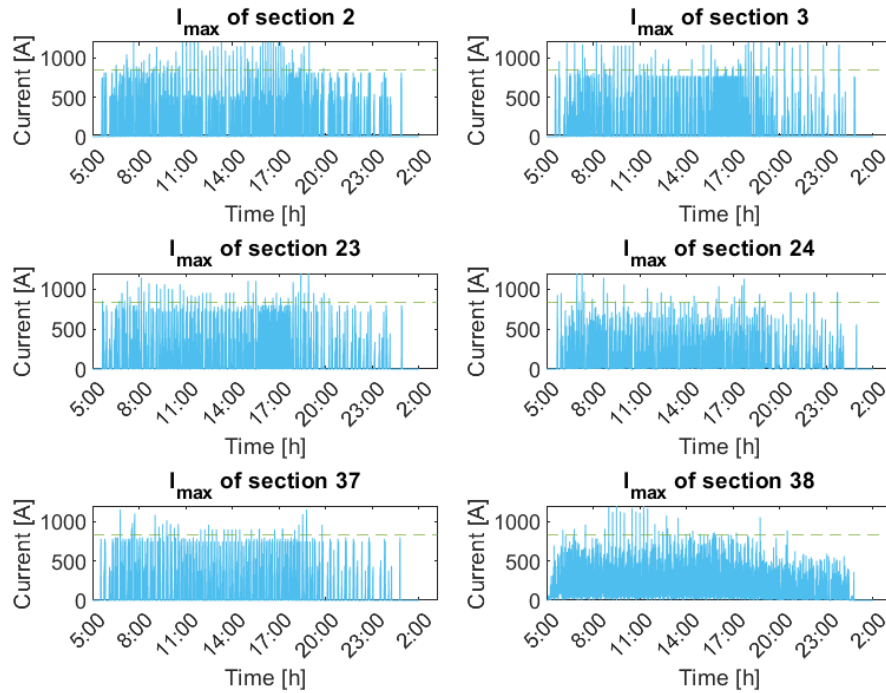 I_max of section 2
Current [A]
1000
500
0
5:00 8:00 11:00 14:00 17:00 20:00 23:00 2:00
Time [h]
I_max of section 3
Current [A]
1000
500
0
5:00 8:00 11:00 14:00 17:00 20:00 23:00 2:00
Time [h]
I_max of section 23
Current [A]
1000
500
0
5:00 8:00 11:00 14:00 17:00 20:00 23:00 2:00
Time [h]
I_max of section 24
Current [A]
1000
500
0
5:00 8:00 11:00 14:00 17:00 20:00 23:00 2:00
Time [h]
I_max of section 37
Current [A]
1000
500
0
5:00 8:00 11:00 14:00 17:00 20:00 23:00 2:00
Time [h]
I_max of section 38
Current [A]
1000
500
0
5:00 8:00 11:00 14:00 17:00 20:00 23:00 2:00
Time [h]